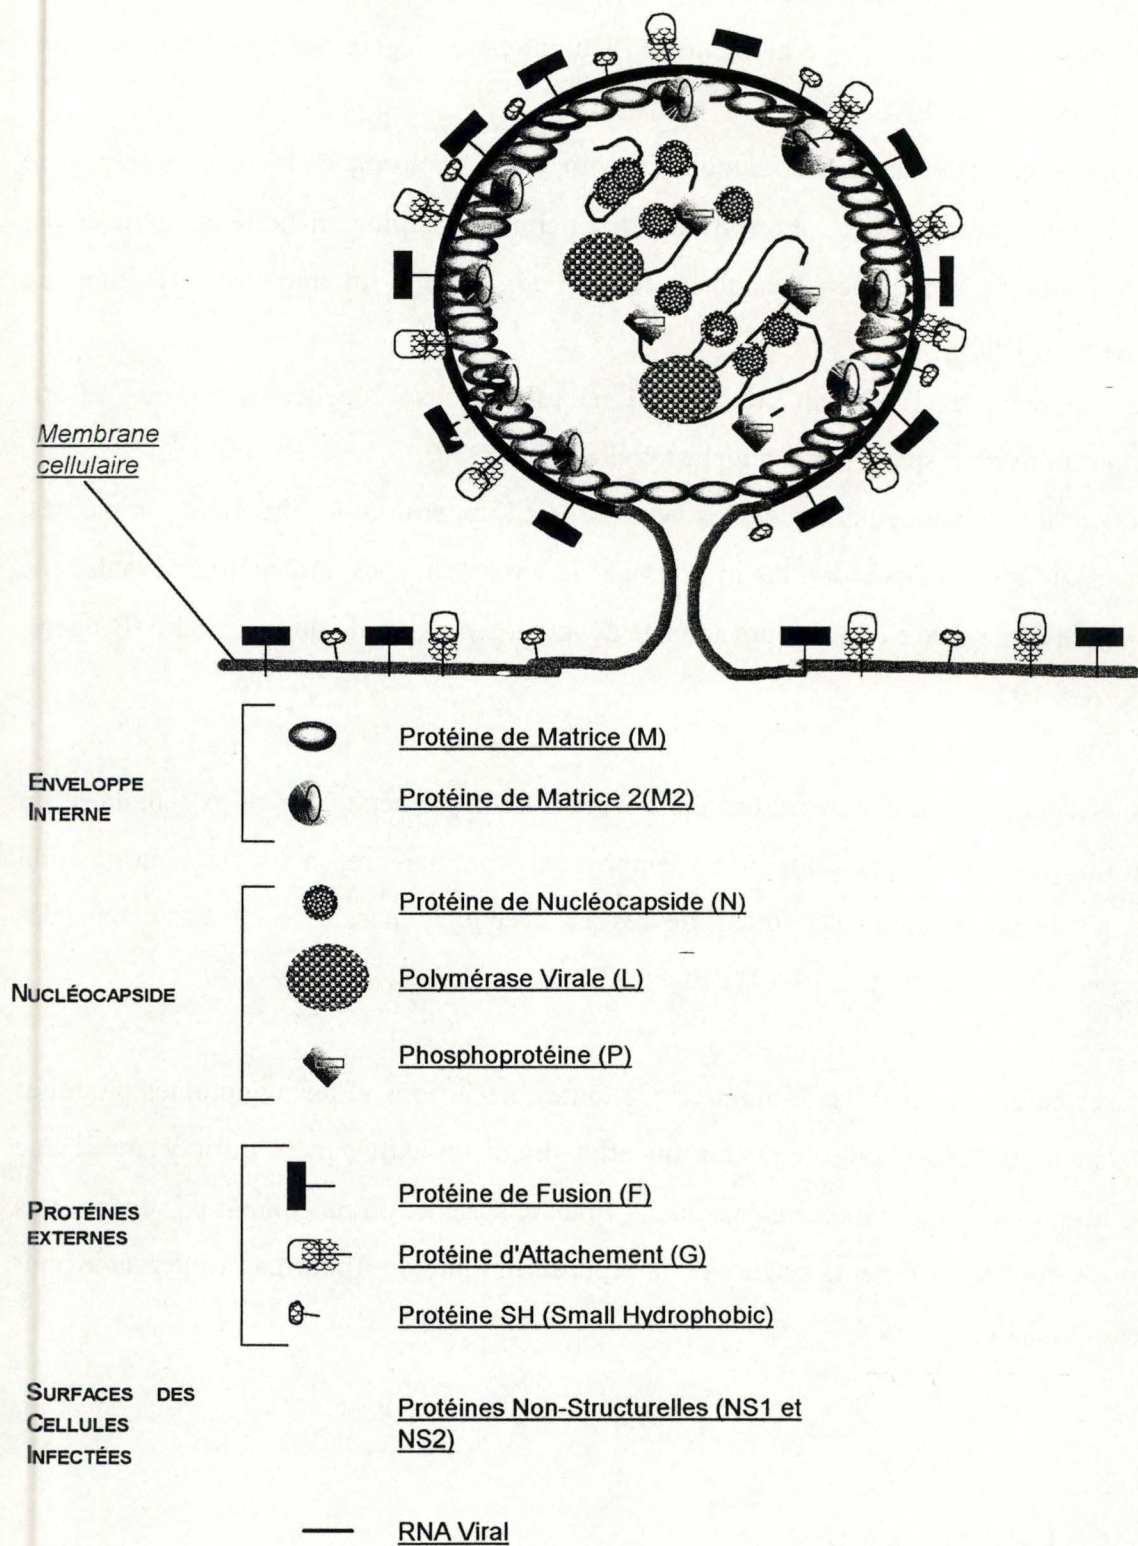 Membrane
cellulaire
ENVELOPPE
INTERNE
Protéine de Matrice (M)
Protéine de Matrice 2(M2)
NUCLÉOCAPSIDE
Protéine de Nucléocapside (N)
Polymérase Virale (L)
Phosphoprotéine (P)
PROTÉINES
EXTERNES
Protéine de Fusion (F)
Protéine d'Attachement (G)
Protéine SH (Small Hydrophobic)
SURFACES DES
CELLULES
INFECTÉES
Protéines Non-Structurelles (NS1 et
NS2)
RNA Viral